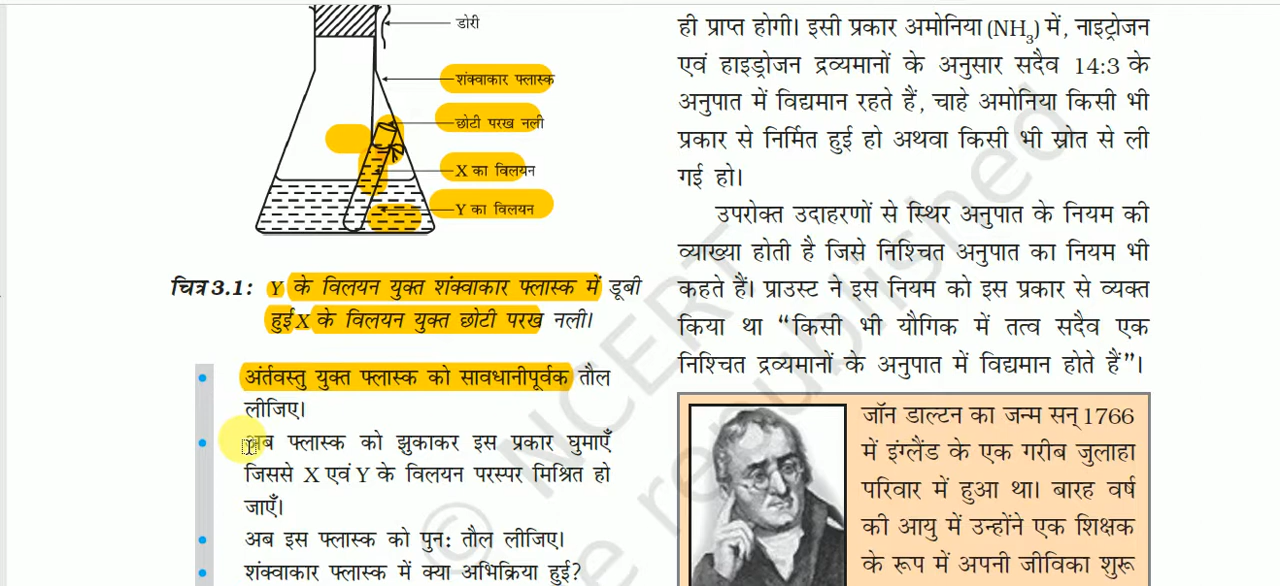 डोरी
शंक्वाकार फ्लास्क
छोटी परख नली
X का विलयन
Y का विलयन
चित्र 3.1: Y के विलयन युक्त शंक्वाकार फ्लास्क में डूबी
हुई X के विलयन युक्त छोटी परख नली।
• अंर्तवस्तु युक्त फ्लास्क को सावधानीपूर्वक तौल
लीजिए।
• अब फ्लास्क को झुकाकर इस प्रकार घुमाएँ
जिससे X एवं Y के विलयन परस्पर मिश्रित हो
जाएँ।
• अब इस फ्लास्क को पुन: तौल लीजिए।
• शंक्वाकार फ्लास्क में क्या अभिक्रिया हुई?
ही प्राप्त होगी। इसी प्रकार अमोनिया (NH₃) में, नाइट्रोजन
एवं हाइड्रोजन द्रव्यमानों के अनुसार सदैव 14:3 के
अनुपात में विद्यमान रहते हैं, चाहे अमोनिया किसी भी
प्रकार से निर्मित हुई हो अथवा किसी भी स्रोत से ली
गई हो।
उपरोक्त उदाहरणों से स्थिर अनुपात के नियम की
व्याख्या होती है जिसे निश्चित अनुपात का नियम भी
कहते हैं। प्राउस्ट ने इस नियम को इस प्रकार से व्यक्त
किया था “किसी भी यौगिक में तत्व सदैव एक
निश्चित द्रव्यमानों के अनुपात में विद्यमान होते हैं”।
जॉन डाल्टन का जन्म सन् 1766
में इंग्लैंड के एक गरीब जुलाहा
परिवार में हुआ था। बारह वर्ष
की आयु में उन्होंने एक शिक्षक
के रूप में अपनी जीविका शुरू
© NCERT
e republished